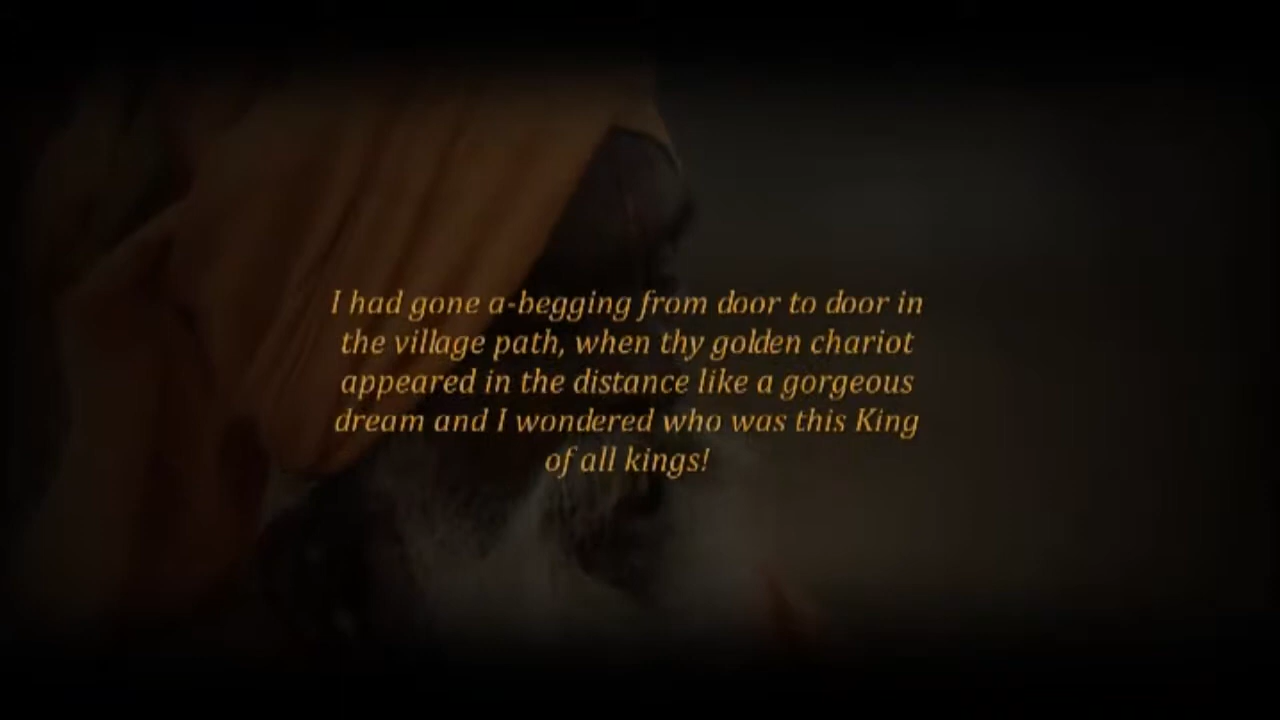 I had gone a-begging from door to door in
the village path, when thy golden chariot
appeared in the distance like a gorgeous
dream and I wondered who was this King
of all kings!